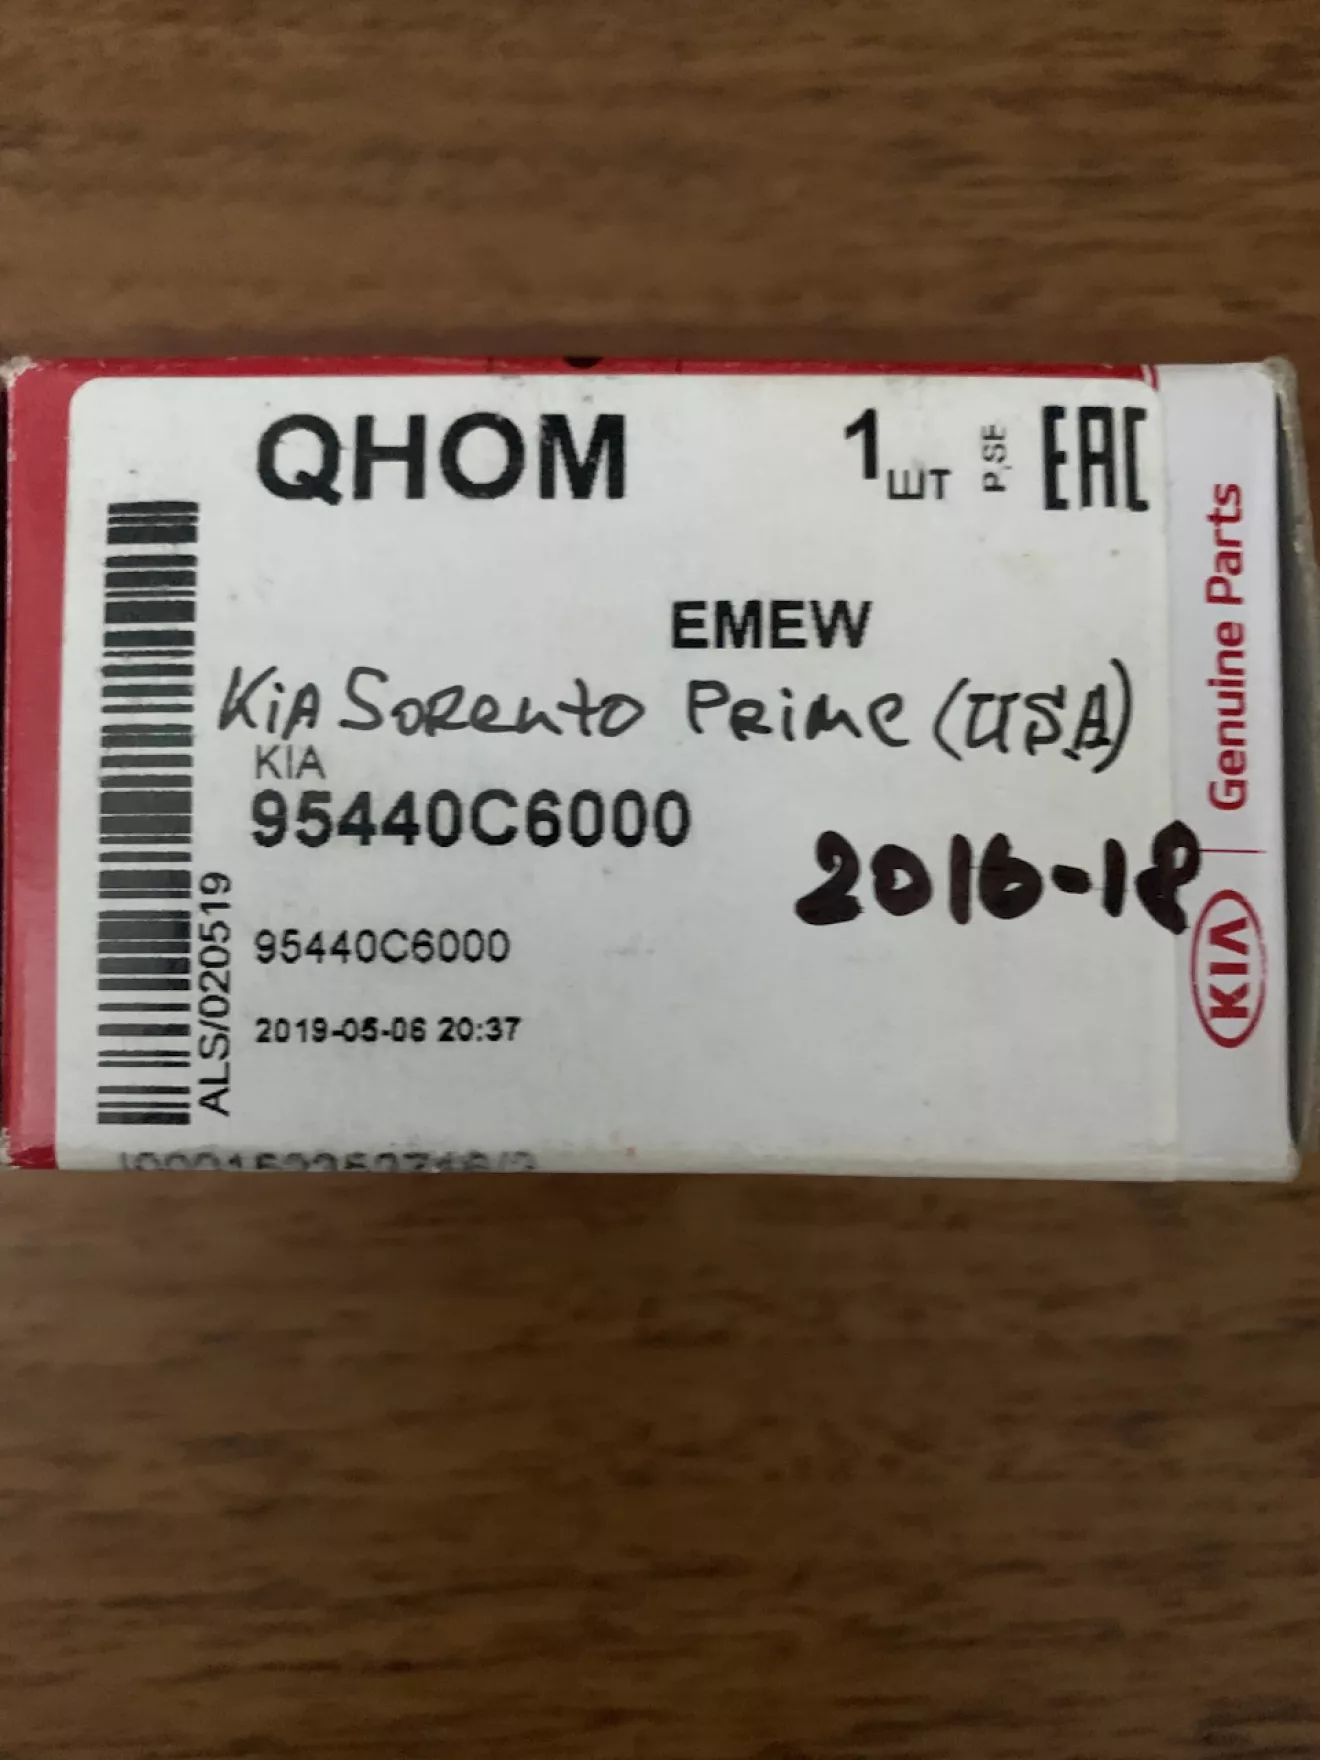 QHOM
1 шт
P,SE
EAC
EMEW
Kia Sorento Prime (USA)
KIA
95440C6000
2016-18
95440C6000
2019-05-06 20:37
ALS/020519
Genuine Parts
KIA